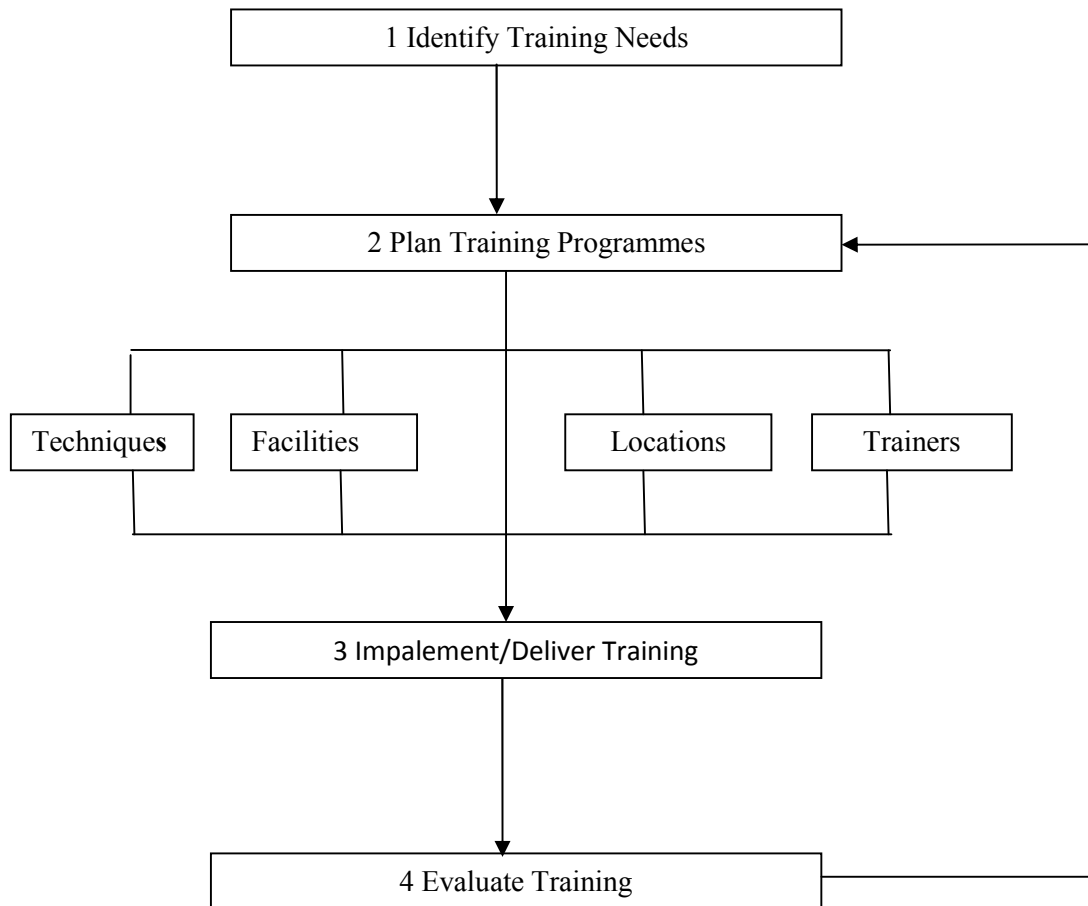 1 Identify Training Needs
2 Plan Training Programmes
Techniques
Facilities
Locations
Trainers
3 Impalement/Deliver Training
4 Evaluate Training